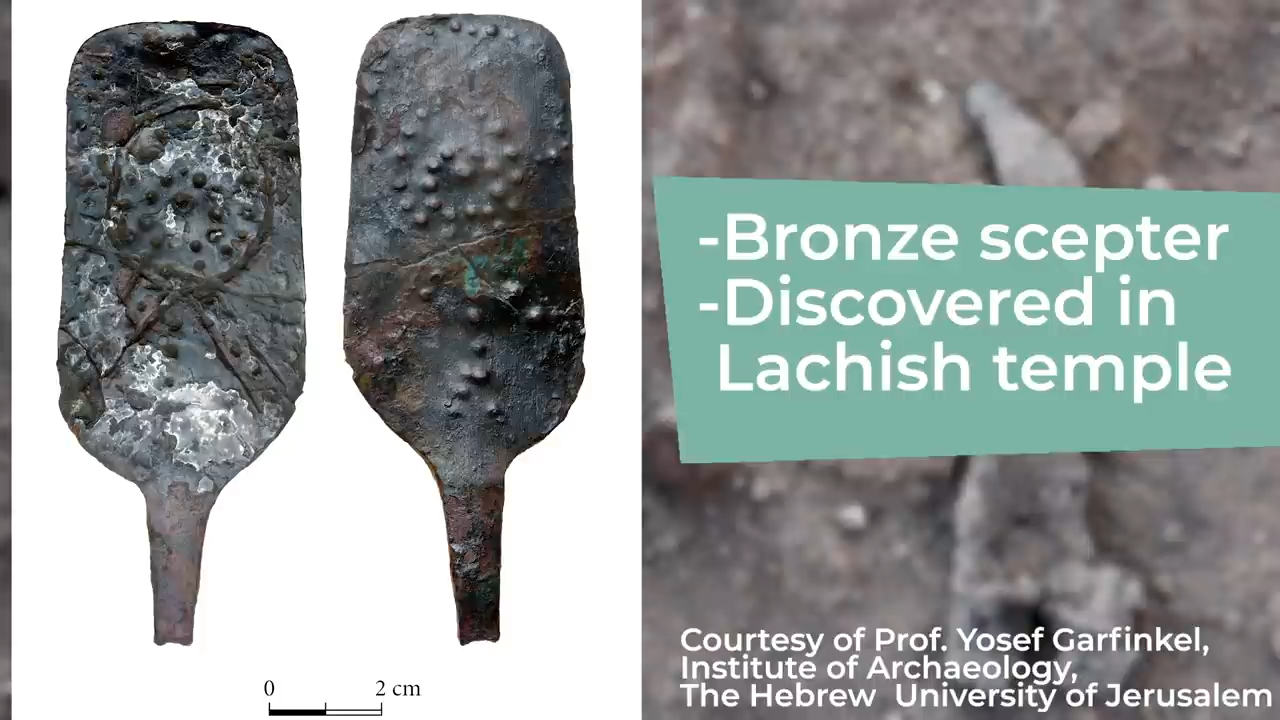 -Bronze scepter
-Discovered in
Lachish temple
0 2 cm
Courtesy of Prof. Yosef Garfinkel,
Institute of Archaeology,
The Hebrew University of Jerusalem